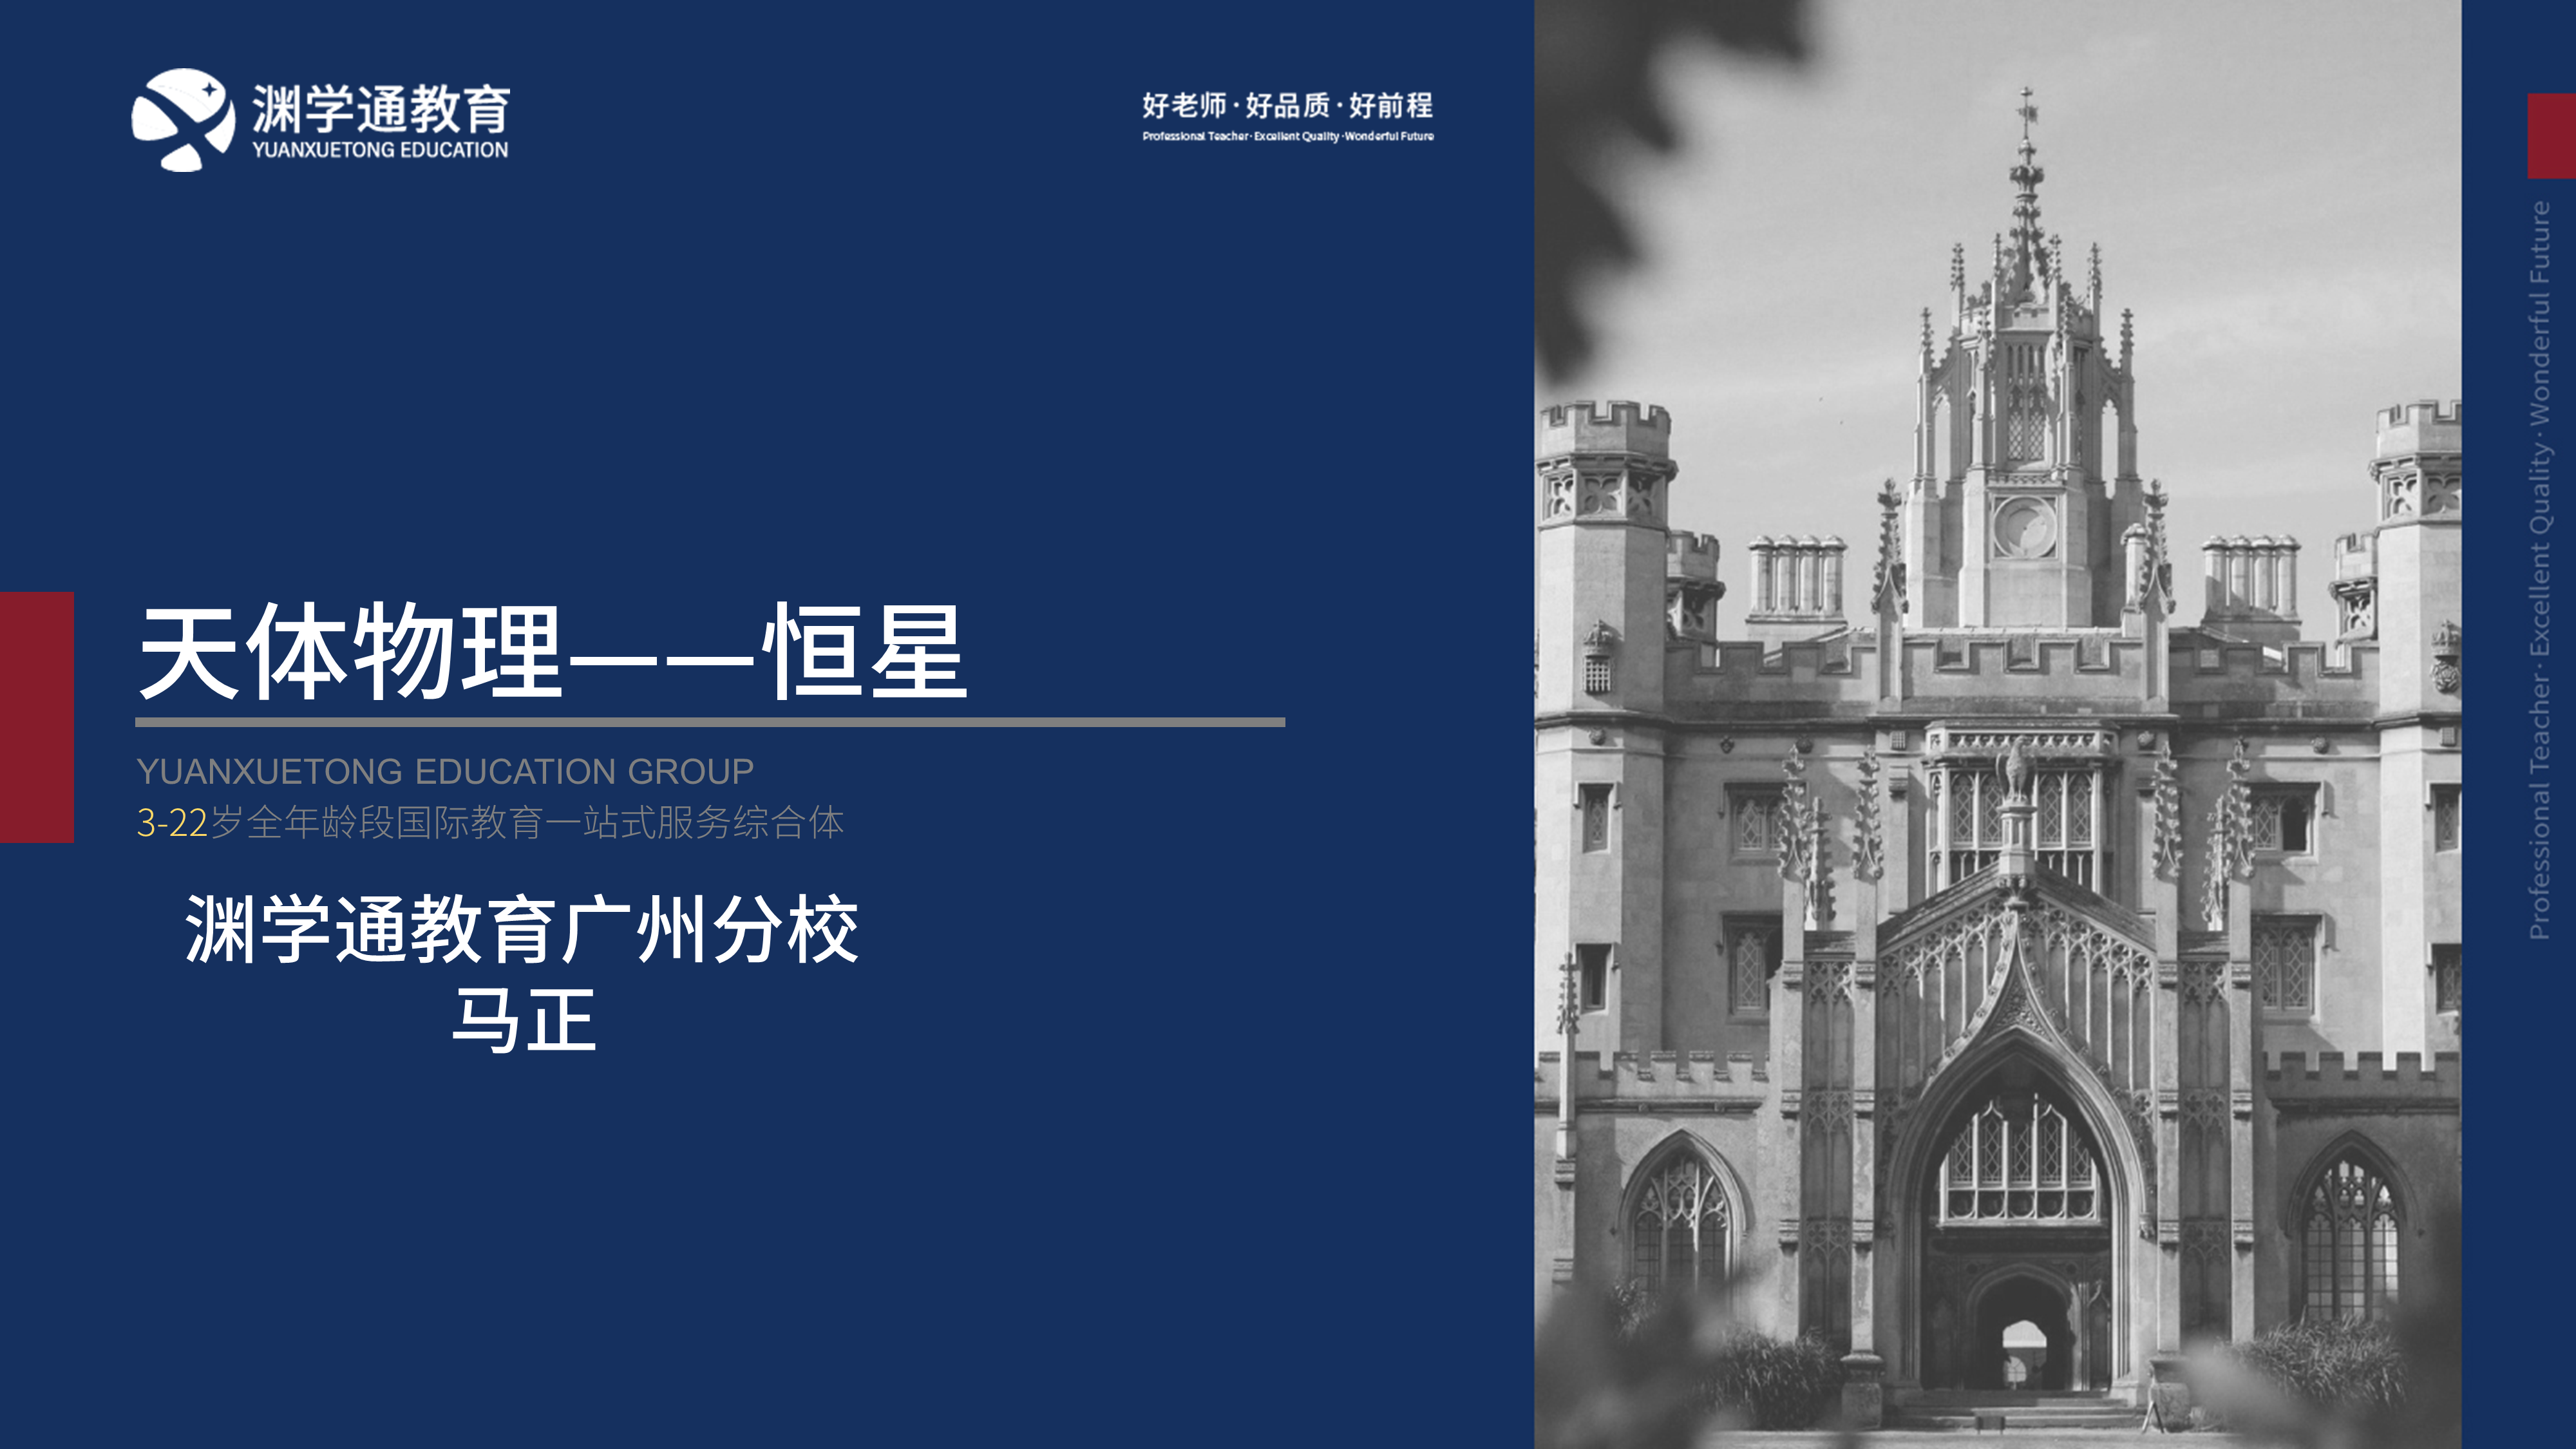 渊学通教育
YUANXUETONG EDUCATION
好老师·好品质·好前程
Professional Teacher·Excellent Quality·Wonderful Future
天体物理——恒星
YUANXUETONG EDUCATION GROUP
3-22岁全年龄段国际教育一站式服务综合体
渊学通教育广州分校
马正
Professional Teacher·Excellent Quality·Wonderful Future